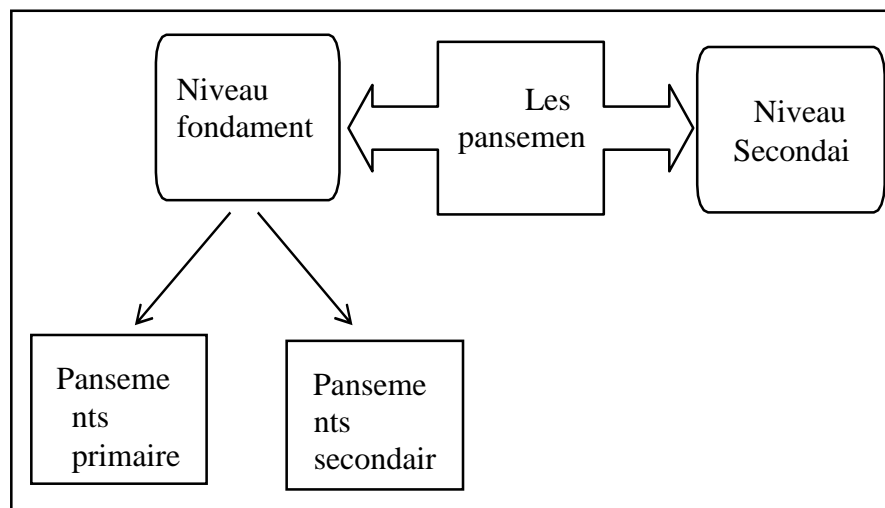 Niveau
fondament
Les
pansemen
Niveau
Secondai
Panseme
nts
primaire
Panseme
nts
secondair